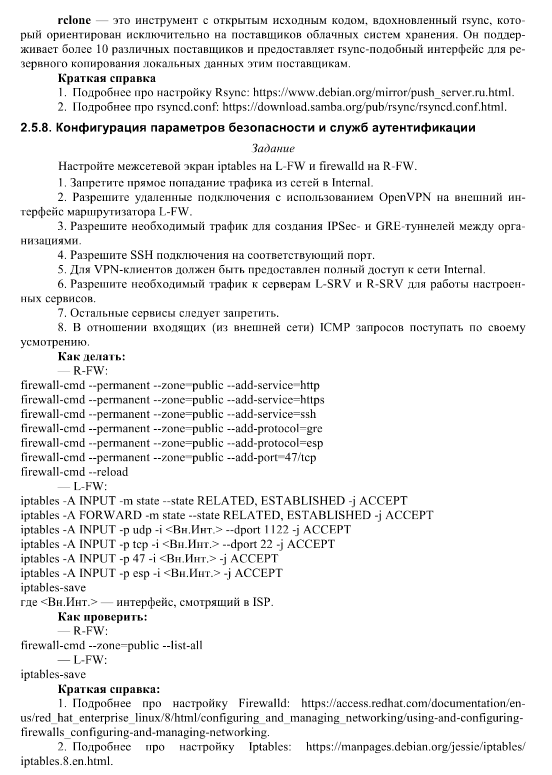 rclone — это инструмент с открытым исходным кодом, вдохновленный rsync, кото-
рый ориентирован исключительно на поставщиков облачных систем хранения. Он поддер-
живает более 10 различных поставщиков и предоставляет rsync-подобный интерфейс для ре-
зервного копирования локальных данных этим поставщикам.
Краткая справка
1. Подробнее про настройку Rsync: https://www.debian.org/mirror/push_server.ru.html.
2. Подробнее про rsyncd.conf: https://download.samba.org/pub/rsync/rsyncd.conf.html.
2.5.8. Конфигурация параметров безопасности и служб аутентификации
Задание
Настройте межсетевой экран iptables на L-FW и firewalld на R-FW.
1. Запретите прямое попадание трафика из сетей в Internal.
2. Разрешите удаленные подключения с использованием OpenVPN на внешний ин-
терфейс маршрутизатора L-FW.
3. Разрешите необходимый трафик для создания IPSec- и GRE-туннелей между орга-
низациями.
4. Разрешите SSH подключения на соответствующий порт.
5. Для VPN-клиентов должен быть предоставлен полный доступ к сети Internal.
6. Разрешите необходимый трафик к серверам L-SRV и R-SRV для работы настроен-
ных сервисов.
7. Остальные сервисы следует запретить.
8. В отношении входящих (из внешней сети) ICMP запросов поступать по своему
усмотрению.
Как делать:
— R-FW:
firewall-cmd --permanent --zone=public --add-service=http
firewall-cmd --permanent --zone=public --add-service=https
firewall-cmd --permanent --zone=public --add-service=ssh
firewall-cmd --permanent --zone=public --add-protocol=gre
firewall-cmd --permanent --zone=public --add-protocol=esp
firewall-cmd --permanent --zone=public --add-port=47/tcp
firewall-cmd --reload
— L-FW:
iptables -A INPUT -m state --state RELATED, ESTABLISHED -j ACCEPT
iptables -A FORWARD -m state --state RELATED, ESTABLISHED -j ACCEPT
iptables -A INPUT -p udp -i <Вн.Инт.> --dport 1122 -j ACCEPT
iptables -A INPUT -p tcp -i <Вн.Инт.> --dport 22 -j ACCEPT
iptables -A INPUT -p 47 -i <Вн.Инт.> -j ACCEPT
iptables -A INPUT -p esp -i <Вн.Инт.> -j ACCEPT
iptables-save
где <Вн.Инт.> — интерфейс, смотрящий в ISP.
Как проверить:
— R-FW:
firewall-cmd --zone=public --list-all
— L-FW:
iptables-save
Краткая справка:
1. Подробнее про настройку Firewalld: https://access.redhat.com/documentation/en-
us/red_hat_enterprise_linux/8/html/configuring_and_managing_networking/using-and-configuring-
firewalls_configuring-and-managing-networking.
2. Подробнее про настройку Iptables: https://manpages.debian.org/jessie/iptables/
iptables.8.en.html.